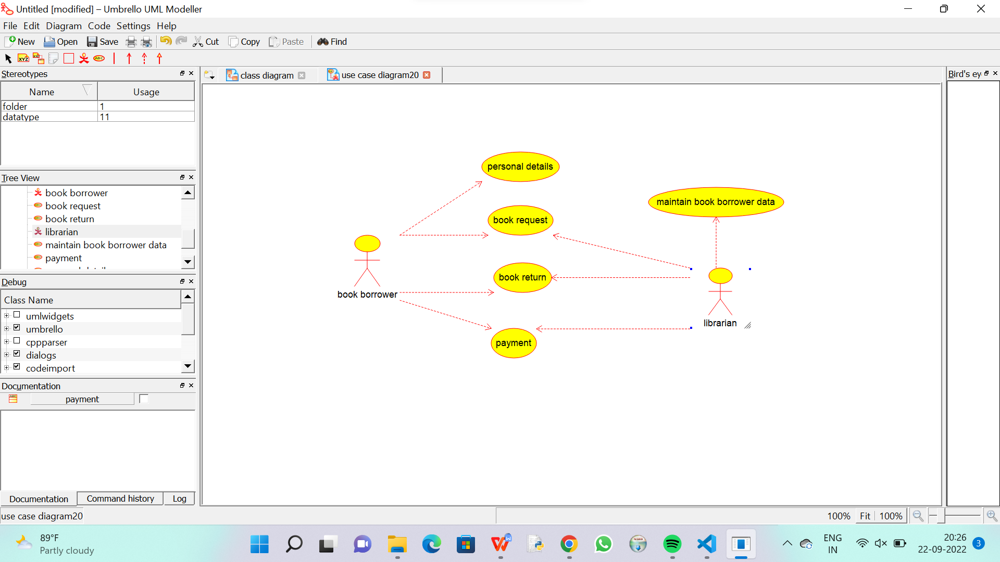 Untitled [modified] – Umbrello UML Modeller
File Edit Diagram Code Settings Help
New Open Save Cut Copy Paste Find
XYZ XYZ ABC
Stereotypes
Name Usage
folder 1
datatype 11
Tree View
book borrower
book request
book return
librarian
maintain book borrower data
payment
Debug
Class Name
umlwidgets
umbrello
cppparser
dialogs
codeimport
Documentation
payment
Documentation Command history Log
use case diagram20
class diagram use case diagram20
personal details
book request
book return
payment
book borrower
maintain book borrower data
librarian
Bird's ey
100% Fit 100%
89°F
Partly cloudy
ENG
IN
20:26
22-09-2022
3